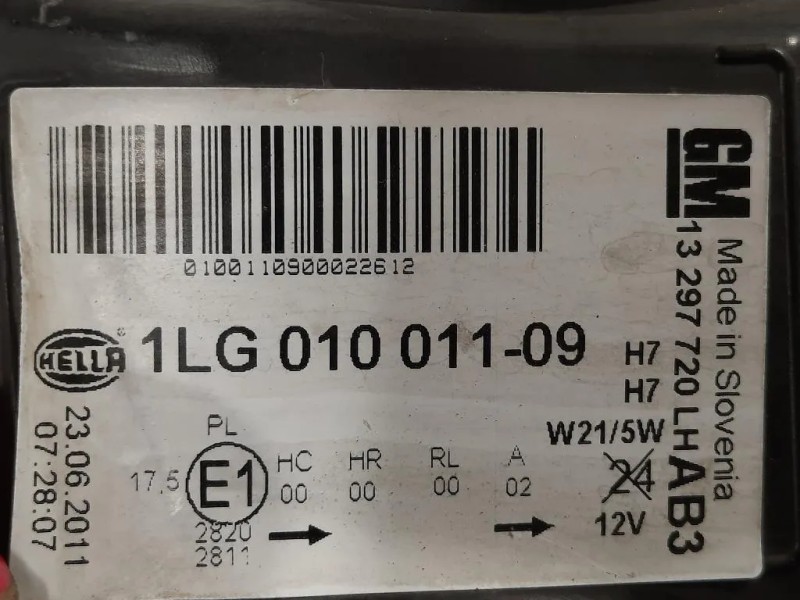 0100110900022612
HELLA ® 1LG 010 011-09
H7
H7
W21/5W
24
12V
PL
17,5 E1 HC HR RL A
00 00 00 02
2820
2811
23.06.2011
07:28:07
GM
13 297 720 LH AB3
Made in Slovenia